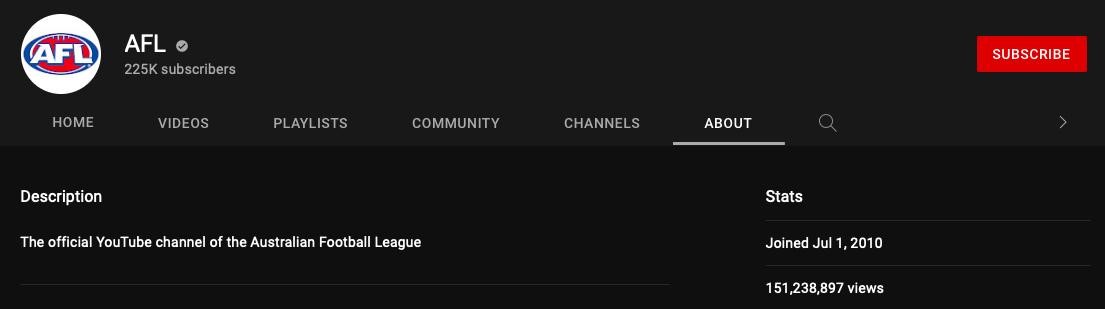 AFL
AFL
225K subscribers
SUBSCRIBE
HOME VIDEOS PLAYLISTS COMMUNITY CHANNELS ABOUT
Description
Stats
The official YouTube channel of the Australian Football League
Joined Jul 1, 2010
151,238,897 views